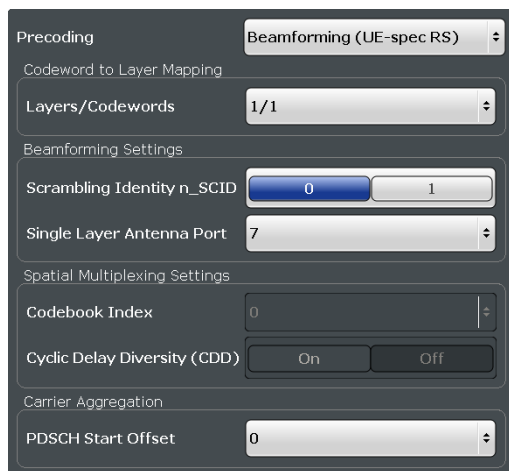 Precoding Beamforming (UE-spec RS)
Codeword to Layer Mapping
Layers/Codewords 1/1
Beamforming Settings
Scrambling Identity n_SCID 0 1
Single Layer Antenna Port 7
Spatial Multiplexing Settings
Codebook Index 0
Cyclic Delay Diversity (CDD) On Off
Carrier Aggregation
PDSCH Start Offset 0